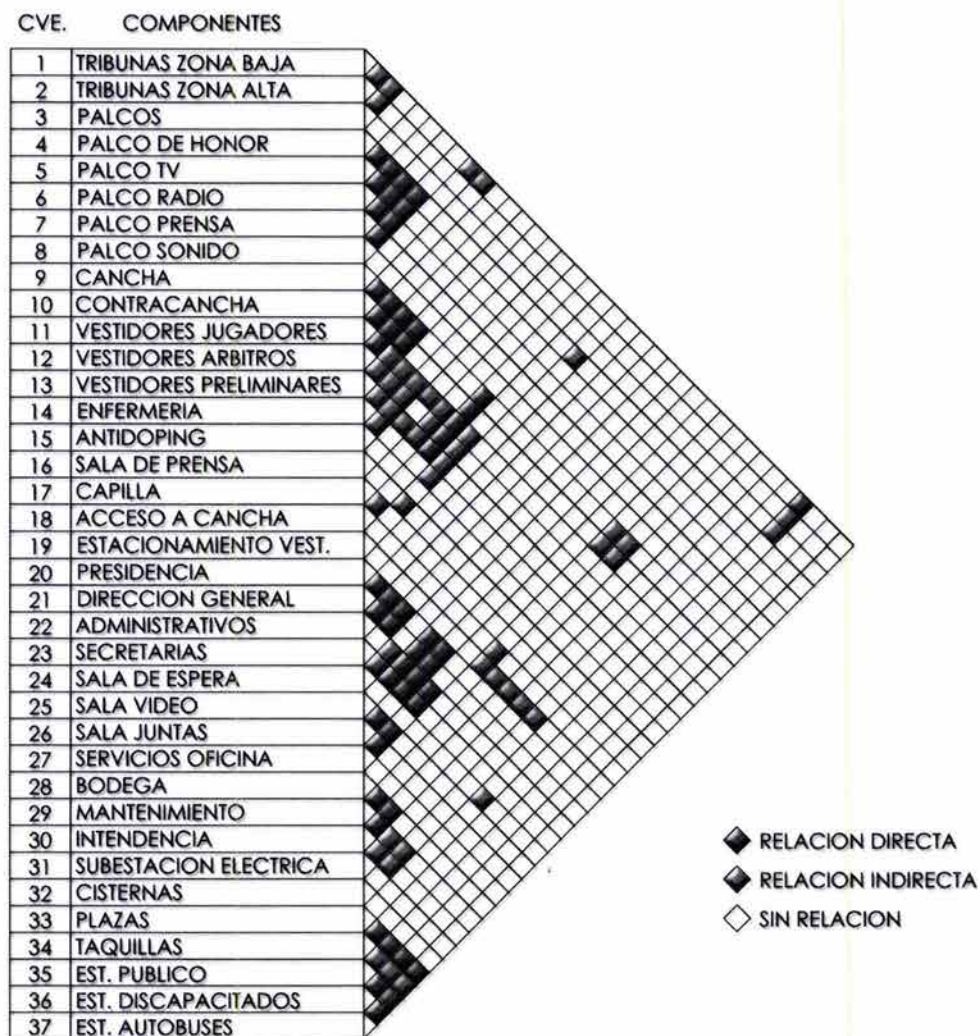 CVE. COMPONENTES
1 TRIBUNAS ZONA BAJA
2 TRIBUNAS ZONA ALTA
3 PALCOS
4 PALCO DE HONOR
5 PALCO TV
6 PALCO RADIO
7 PALCO PRENSA
8 PALCO SONIDO
9 CANCHA
10 CONTRACANCHA
11 VESTIDORES JUGADORES
12 VESTIDORES ARBITROS
13 VESTIDORES PRELIMINARES
14 ENFERMERIA
15 ANTIDOPING
16 SALA DE PRENSA
17 CAPILLA
18 ACCESO A CANCHA
19 ESTACIONAMIENTO VEST.
20 PRESIDENCIA
21 DIRECCION GENERAL
22 ADMINISTRATIVOS
23 SECRETARIAS
24 SALA DE ESPERA
25 SALA VIDEO
26 SALA JUNTAS
27 SERVICIOS OFICINA
28 BODEGA
29 MANTENIMIENTO
30 INTENDENCIA
31 SUBESTACION ELECTRICA
32 CISTERNAS
33 PLAZAS
34 TAQUILLAS
35 EST. PUBLICO
36 EST. DISCAPACITADOS
37 EST. AUTOBUSES
RELACION DIRECTA
RELACION INDIRECTA
SIN RELACION